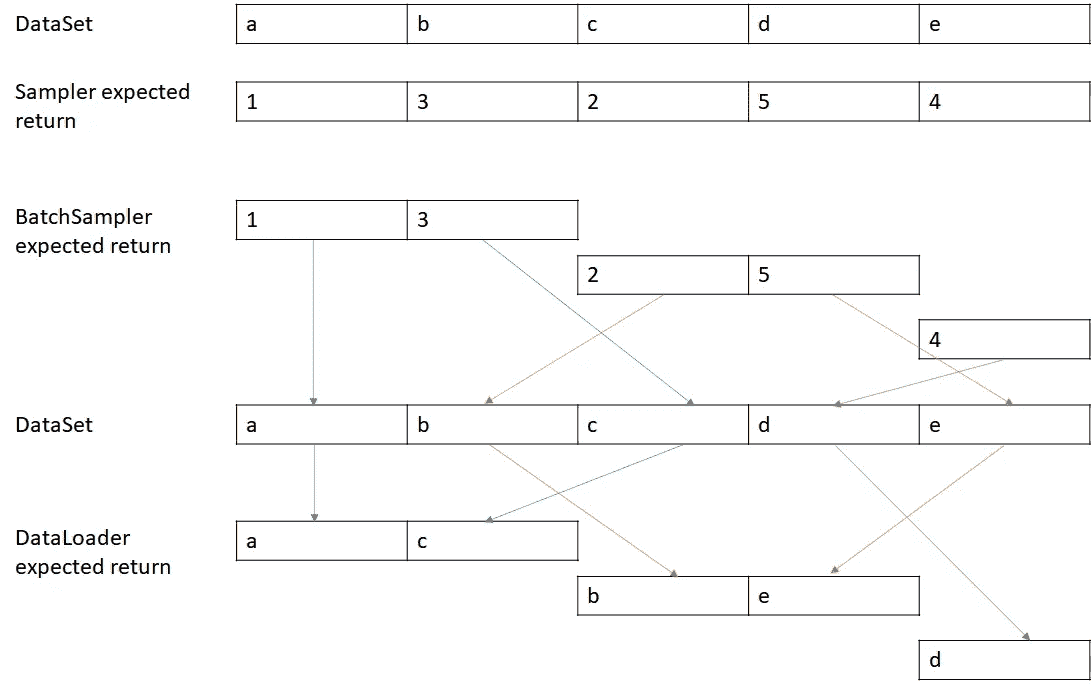 DataSet a b c d e
Sampler expected
return 1 3 2 5 4
BatchSampler
expected return 1 3
2 5
4
DataSet a b c d e
DataLoader
expected return a c
b e
d